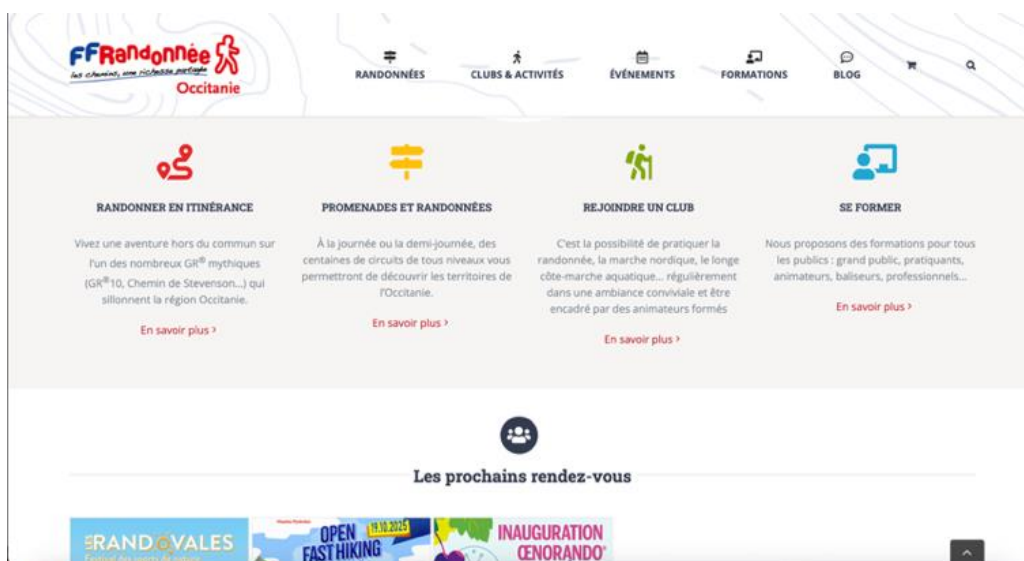 FFRandonnée
les chemins, une richesse partagée
Occitanie
RANDONNÉES
CLUBS & ACTIVITÉS
ÉVÉNEMENTS
FORMATIONS
BLOG
RANDONNER EN ITINÉRANCE
Vivez une aventure hors du commun sur
l'un des nombreux GR® mythiques
(GR®10, Chemin de Stevenson...) qui
sillonnent la région Occitanie.
En savoir plus >
PROMENADES ET RANDONNÉES
À la journée ou la demi-journée, des
centaines de circuits de tous niveaux vous
permettront de découvrir les territoires de
l'Occitanie.
En savoir plus >
REJOINDRE UN CLUB
C'est la possibilité de pratiquer la
randonnée, la marche nordique, le longe
côte-marche aquatique... régulièrement
dans une ambiance conviviale et être
encadré par des animateurs formés
En savoir plus >
SE FORMER
Nous proposons des formations pour tous
les publics : grand public, pratiquants,
animateurs, baliseurs, professionnels...
En savoir plus >
Les prochains rendez-vous
RANDOVALES
OPEN
19.10.2025
FAST HIKING
INAUGURATION
ŒNORANDO®